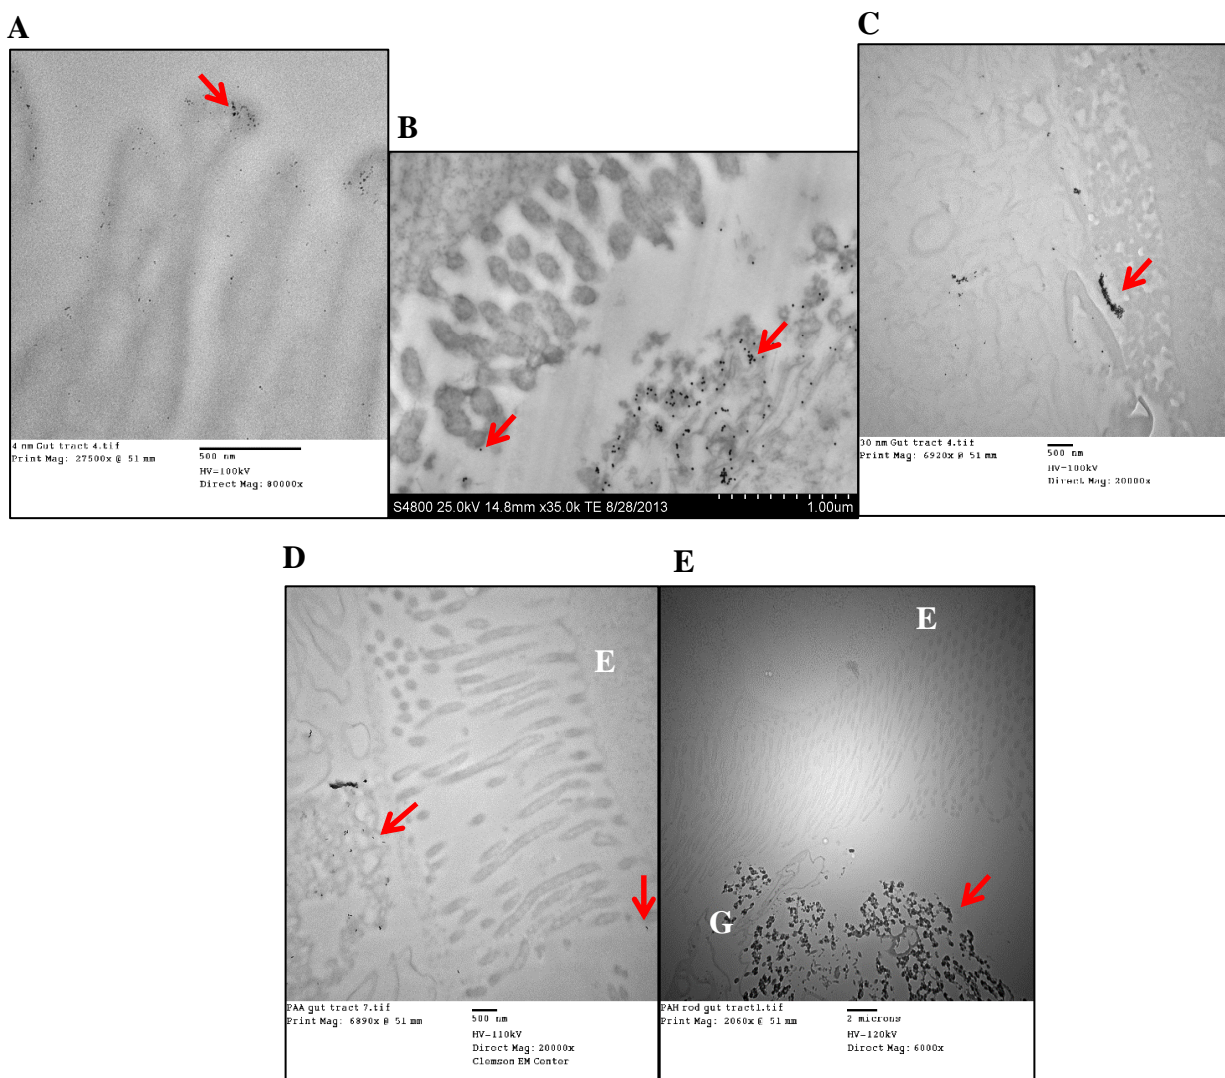 A
4 nm Gut tract 4.tif
Print Mag: 27500x @ 51 mm
500 nm
HV=100kV
Direct Mag: 80000x
B
S4800 25.0kV 14.8mm x35.0k TE 8/28/2013
1.00um
C
30 nm Gut tract 4.tif
Print Mag: 6920x @ 51 mm
500 nm
HV=100kV
Direct Mag: 20000x
D
E
PAA gut tract 7.tif
Print Mag: 6890x @ 51 mm
500 nm
HV=110kV
Direct Mag: 20000x
Clemson EM Center
E
E
G
PAH rod gut tract1.tif
Print Mag: 2060x @ 51 mm
2 microns
HV=120kV
Direct Mag: 6000x